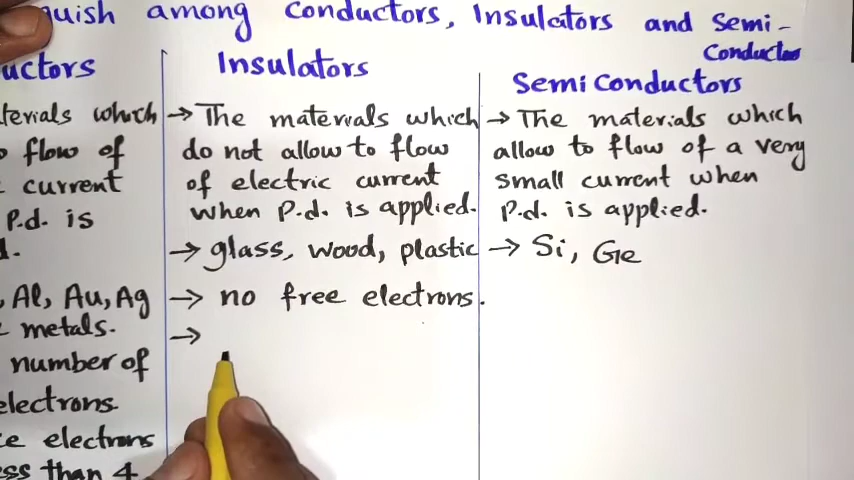 guish among Conductors, Insulators and Semi-
Conductors
uctors
terials which
o flow of
current
P.d. is
d.
, Al, Au, Ag
metals.
number of
electrons
ce electrons
ess than 4
Insulators
→ The materials which
do not allow to flow
of electric current
when P.d. is applied.
→ glass, wood, plastic
→ no free electrons.
→
Semi Conductors
→ The materials which
allow to flow of a very
small current when
P.d. is applied.
→ Si, Ge